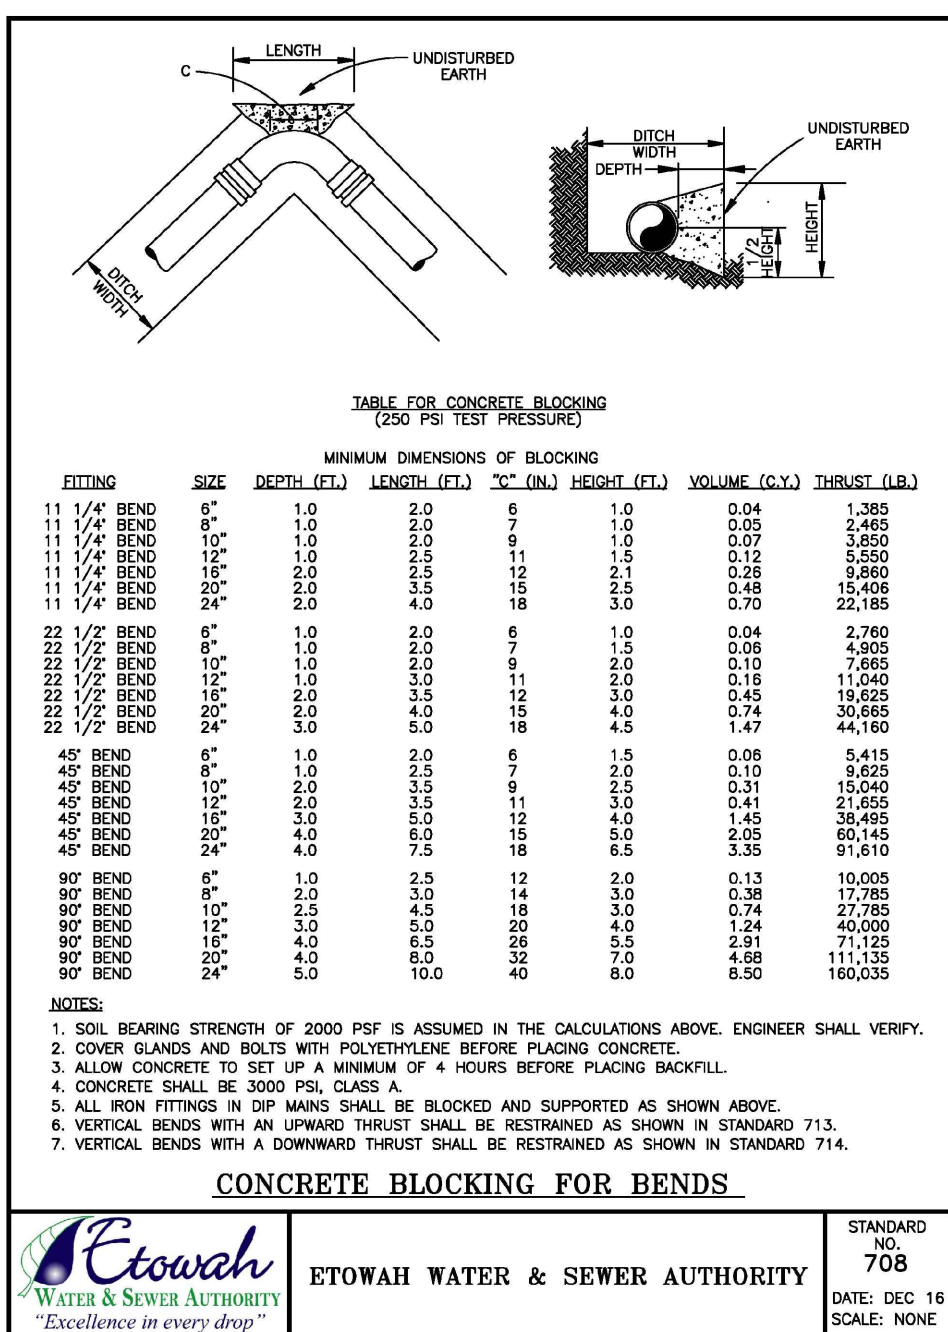 LENGTH
C
UNDISTURBED
EARTH
DITCH
WIDTH
DITCH
WIDTH
DEPTH
UNDISTURBED
EARTH
HEIGHT
1/2
HEIGHT
TABLE FOR CONCRETE BLOCKING
(250 PSI TEST PRESSURE)
MINIMUM DIMENSIONS OF BLOCKING
FITTING SIZE DEPTH (FT.) LENGTH (FT.) "C" (IN.) HEIGHT (FT.) VOLUME (C.Y.) THRUST (LB.)
11 1/4° BEND 6" 1.0 2.0 6 1.0 0.04 1,385
11 1/4° BEND 8" 1.0 2.0 7 1.0 0.05 2,465
11 1/4° BEND 10" 1.0 2.0 9 1.0 0.07 3,850
11 1/4° BEND 12" 1.0 2.5 11 1.5 0.12 5,550
11 1/4° BEND 16" 2.0 2.5 12 2.1 0.26 9,860
11 1/4° BEND 20" 2.0 3.5 15 2.5 0.48 15,406
11 1/4° BEND 24" 2.0 4.0 18 3.0 0.70 22,185
22 1/2° BEND 6" 1.0 2.0 6 1.0 0.04 2,760
22 1/2° BEND 8" 1.0 2.0 7 1.5 0.06 4,905
22 1/2° BEND 10" 1.0 2.0 9 2.0 0.10 7,665
22 1/2° BEND 12" 1.0 3.0 11 2.0 0.16 11,040
22 1/2° BEND 16" 2.0 3.5 12 3.0 0.45 19,625
22 1/2° BEND 20" 2.0 4.0 15 4.0 0.74 30,665
22 1/2° BEND 24" 3.0 5.0 18 4.5 1.47 44,160
45° BEND 6" 1.0 2.0 6 1.5 0.06 5,415
45° BEND 8" 1.0 2.5 7 2.0 0.10 9,625
45° BEND 10" 2.0 3.5 9 2.5 0.31 15,040
45° BEND 12" 2.0 3.5 11 3.0 0.41 21,655
45° BEND 16" 3.0 5.0 12 4.0 1.45 38,495
45° BEND 20" 4.0 6.0 15 5.0 2.05 60,145
45° BEND 24" 4.0 7.5 18 6.5 3.35 91,610
90° BEND 6" 1.0 2.5 12 2.0 0.13 10,005
90° BEND 8" 2.0 3.0 14 3.0 0.38 17,785
90° BEND 10" 2.5 4.5 18 3.0 0.74 27,785
90° BEND 12" 3.0 5.0 20 4.0 1.24 40,000
90° BEND 16" 4.0 6.5 26 5.5 2.91 71,125
90° BEND 20" 4.0 8.0 32 7.0 4.68 111,135
90° BEND 24" 5.0 10.0 40 8.0 8.50 160,035
NOTES:
1. SOIL BEARING STRENGTH OF 2000 PSF IS ASSUMED IN THE CALCULATIONS ABOVE. ENGINEER SHALL VERIFY.
2. COVER GLANDS AND BOLTS WITH POLYETHYLENE BEFORE PLACING CONCRETE.
3. ALLOW CONCRETE TO SET UP A MINIMUM OF 4 HOURS BEFORE PLACING BACKFILL.
4. CONCRETE SHALL BE 3000 PSI, CLASS A.
5. ALL IRON FITTINGS IN DIP MAINS SHALL BE BLOCKED AND SUPPORTED AS SHOWN ABOVE.
6. VERTICAL BENDS WITH AN UPWARD THRUST SHALL BE RESTRAINED AS SHOWN IN STANDARD 713.
7. VERTICAL BENDS WITH A DOWNWARD THRUST SHALL BE RESTRAINED AS SHOWN IN STANDARD 714.
CONCRETE BLOCKING FOR BENDS
Etowah
WATER & SEWER AUTHORITY
"Excellence in every drop"
ETOWAH WATER & SEWER AUTHORITY
STANDARD
NO.
708
DATE: DEC 16
SCALE: NONE